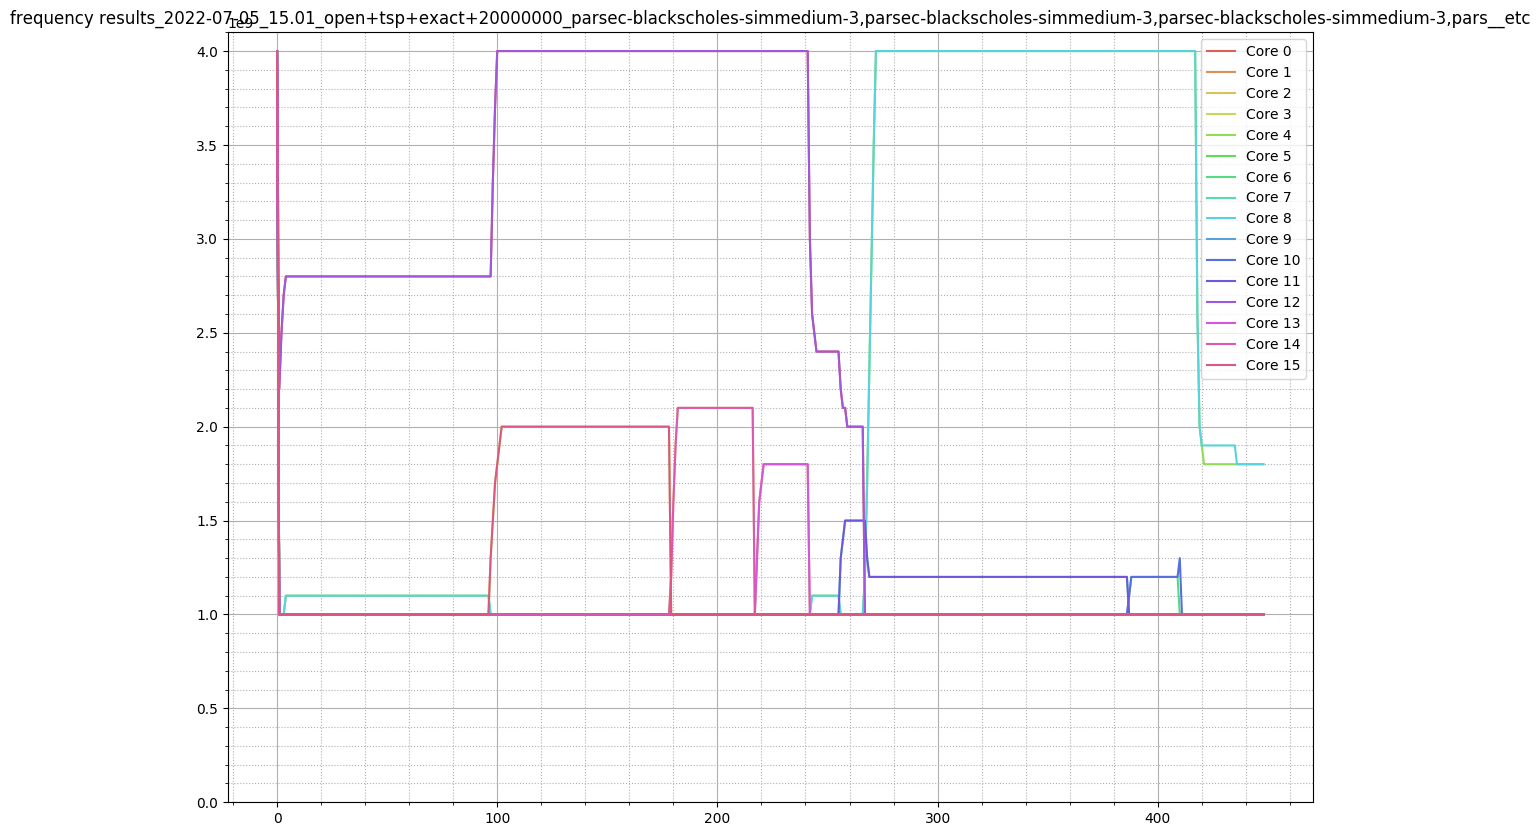 frequency results_2022-07-05_15.01_open+tsp+exact+20000000_parsec-blackscholes-simmedium-3,parsec-blackscholes-simmedium-3,parsec-blackscholes-simmedium-3,pars__etc
1e9
4.0
3.5
3.0
2.5
2.0
1.5
1.0
0.5
0.0
0
100
200
300
400
Core 0
Core 1
Core 2
Core 3
Core 4
Core 5
Core 6
Core 7
Core 8
Core 9
Core 10
Core 11
Core 12
Core 13
Core 14
Core 15